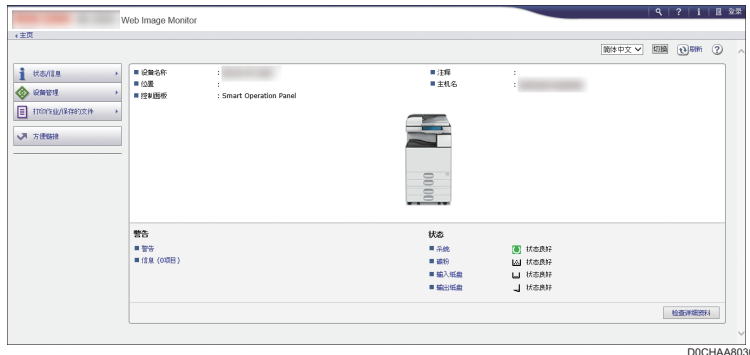 Web Image Monitor
? i 登录
主页
简体中文 切换 刷新 ?
状态/信息
设备管理
打印作业/保存的文件
方便链接
设备名称 :
位置 :
控制面板 : Smart Operation Panel
注释 :
主机名 :
警告
警告
信息 (0项目)
状态
系统 状态良好
碳粉 状态良好
输入纸盘 状态良好
输出纸盘 状态良好
检查详细资料
D0CHAA803